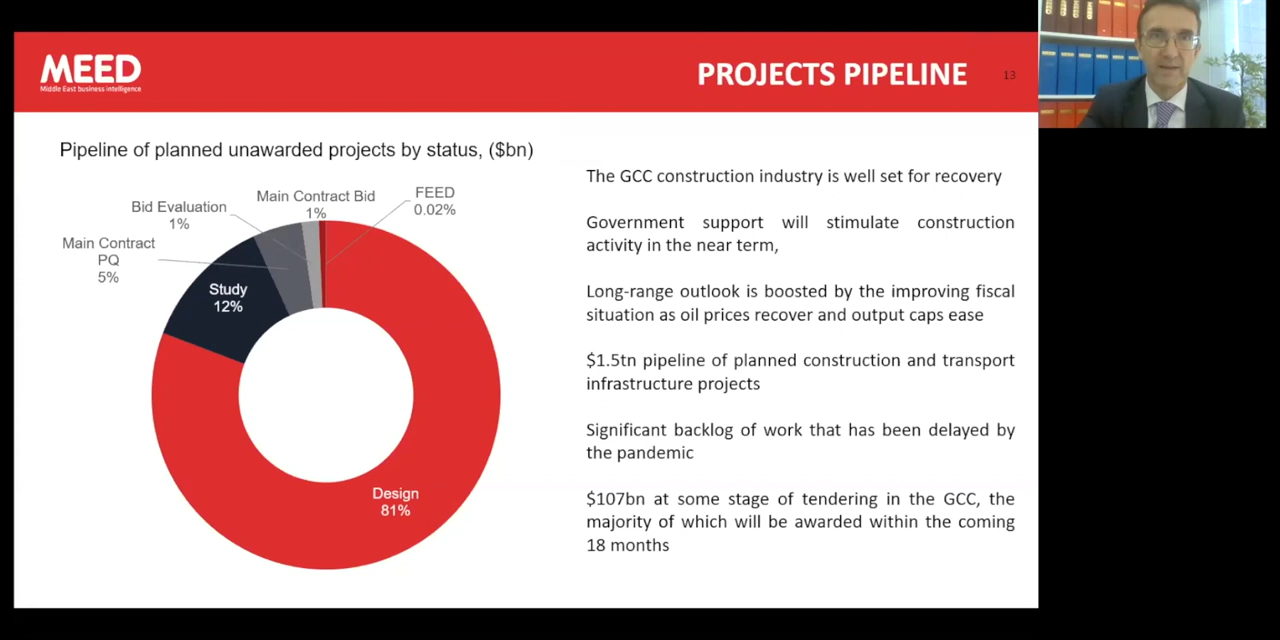 MEED
Middle East business intelligence
PROJECTS PIPELINE
13
Pipeline of planned unawarded projects by status, ($bn)
Main Contract Bid
1%
FEED
0.02%
Bid Evaluation
1%
Main Contract
PQ
5%
Study
12%
Design
81%
The GCC construction industry is well set for recovery
Government support will stimulate construction
activity in the near term,
Long-range outlook is boosted by the improving fiscal
situation as oil prices recover and output caps ease
$1.5tn pipeline of planned construction and transport
infrastructure projects
Significant backlog of work that has been delayed by
the pandemic
$107bn at some stage of tendering in the GCC, the
majority of which will be awarded within the coming
18 months